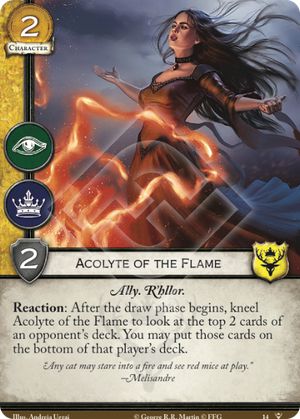 2
CHARACTER
2
ACOLYTE OF THE FLAME
Ally. R'hllor.
Reaction: After the draw phase begins, kneel
Acolyte of the Flame to look at the top 2 cards of
an opponent's deck. You may put those cards on
the bottom of that player's deck.
"Any cat may stare into a fire and see red mice at play."
–Melisandre
Illus. Andreia Ugrai
© George R.R. Martin © FFG
14